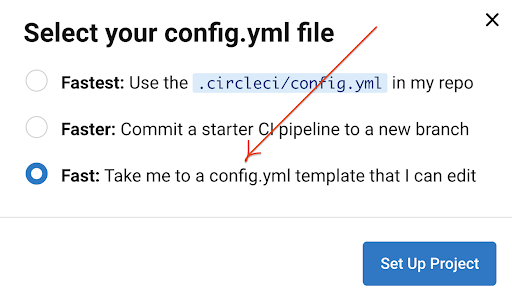 Select your config.yml file
Fastest: Use the .circleci/config.yml in my repo
Faster: Commit a starter CI pipeline to a new branch
Fast: Take me to a config.yml template that I can edit
Set Up Project